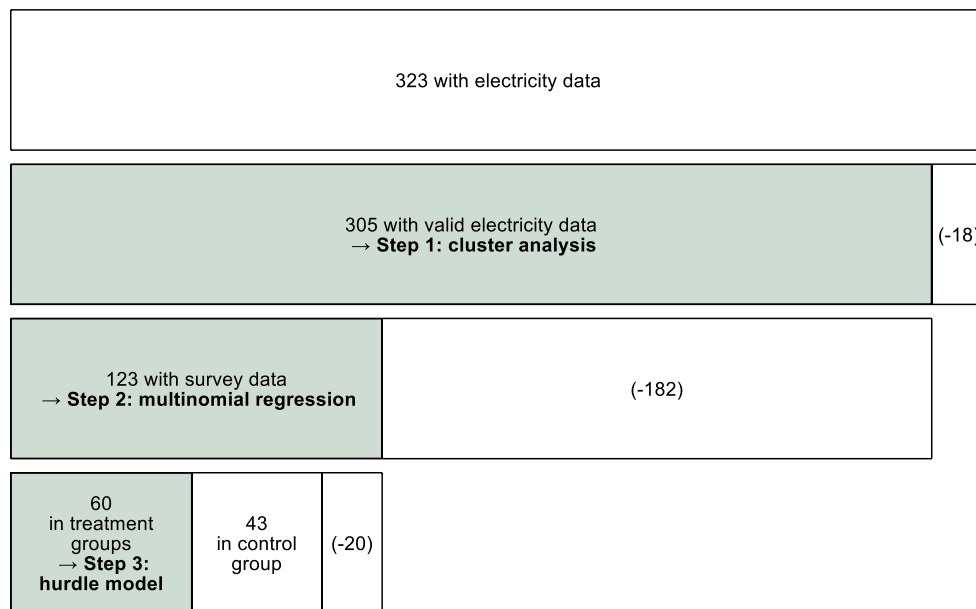 323 with electricity data
305 with valid electricity data
→ Step 1: cluster analysis
(-18)
123 with survey data
→ Step 2: multinomial regression
(-182)
60
in treatment
groups
→ Step 3:
hurdle model
43
in control
group
(-20)